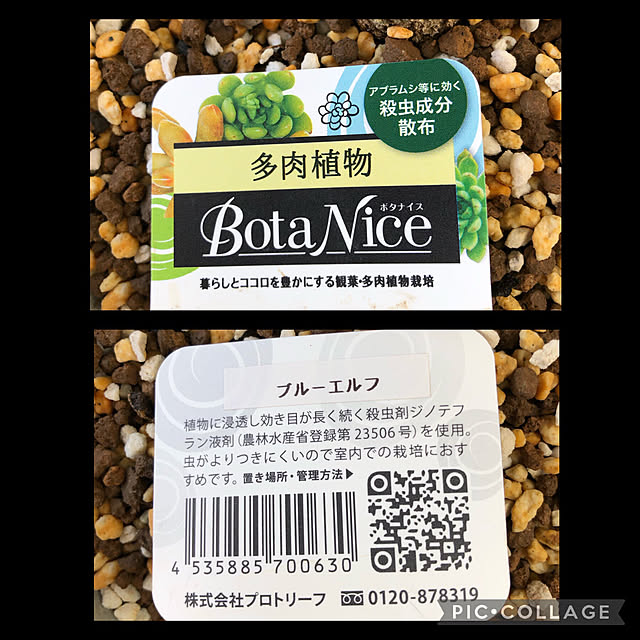 アブラムシ等に効く
殺虫成分
散布
多肉植物
ボタナイス
BotaNice
暮らしとココロを豊かにする観葉・多肉植物栽培
ブルーエルフ
植物に浸透し効き目が長く続く殺虫剤ジノテフ
ラン液剤(農林水産省登録第23506号)を使用。
虫がよりつきにくいので室内での栽培におす
すめです。置き場所・管理方法▶
4 535885 700630
株式会社プロトリーフ 0120-878319
PIC•COLLAGE